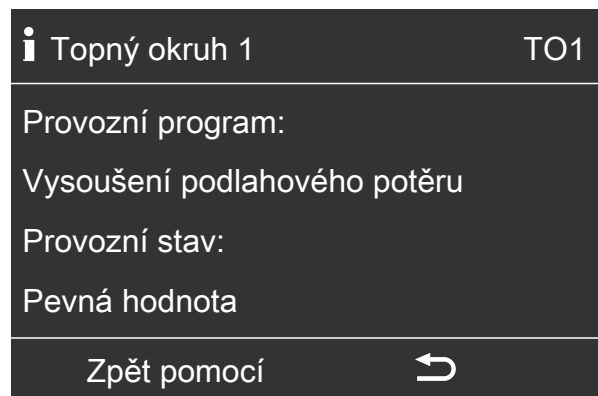 i Topný okruh 1 TO1
Provozní program:
Vysoušení podlahového potěru
Provozní stav:
Pevná hodnota
Zpět pomocí